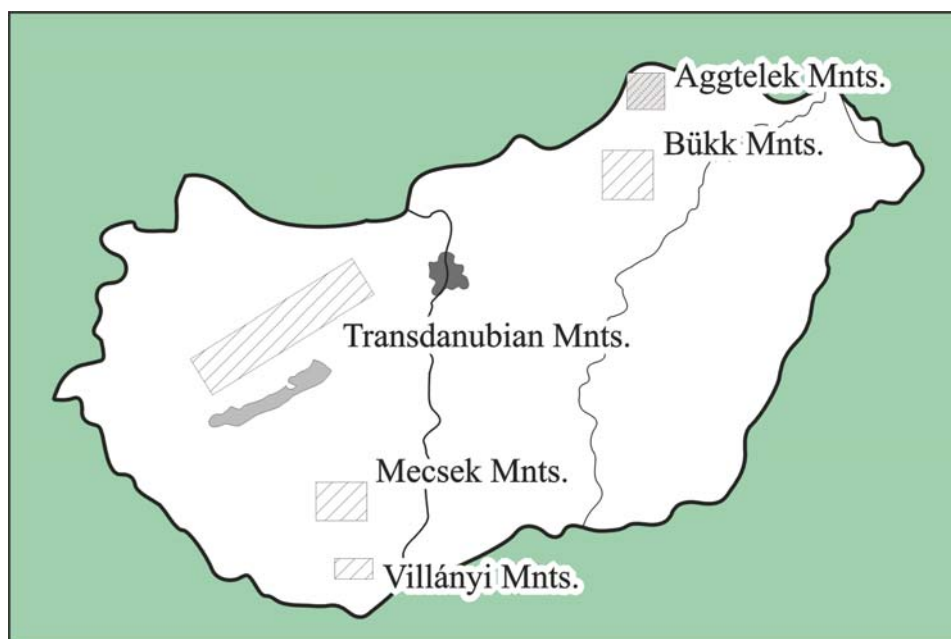 Aggtelek Mnts.
Bükk Mnts.
Transdanubian Mnts.
Mecsek Mnts.
Villányi Mnts.